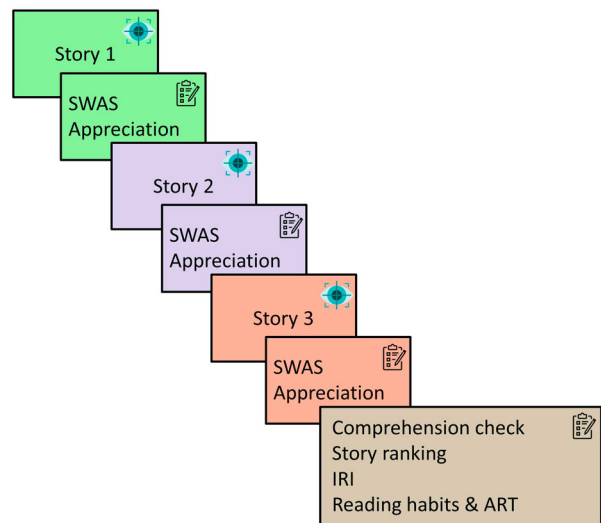 Story 1
SWAS
Appreciation
Story 2
SWAS
Appreciation
Story 3
SWAS
Appreciation
Comprehension check
Story ranking
IRI
Reading habits & ART